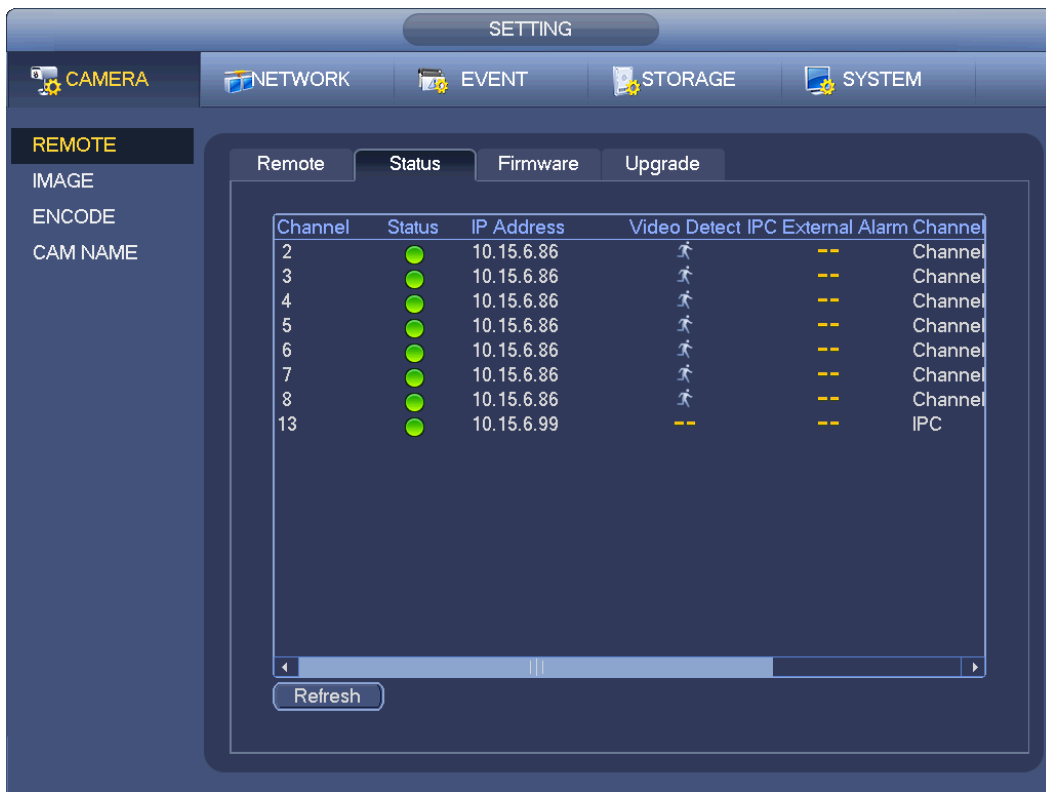 SETTING
CAMERA NETWORK EVENT STORAGE SYSTEM
REMOTE
IMAGE
ENCODE
CAM NAME
Remote Status Firmware Upgrade
Channel Status IP Address Video Detect IPC External Alarm Channel
2 10.15.6.86 -- Channel
3 10.15.6.86 -- Channel
4 10.15.6.86 -- Channel
5 10.15.6.86 -- Channel
6 10.15.6.86 -- Channel
7 10.15.6.86 -- Channel
8 10.15.6.86 -- Channel
13 10.15.6.99 -- -- IPC
Refresh